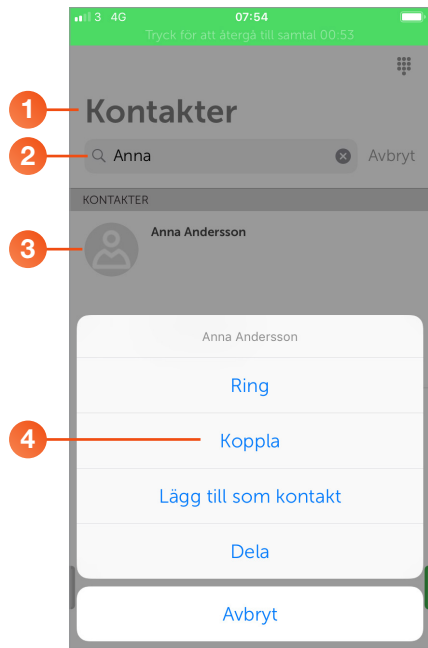 3 4G 07:54
Tryck för att återgå till samtal 00:53
1 Kontakter
2 Anna Avbryt
KONTAKTER
3 Anna Andersson
Anna Andersson
Ring
4 Koppla
Lägg till som kontakt
Dela
Avbryt